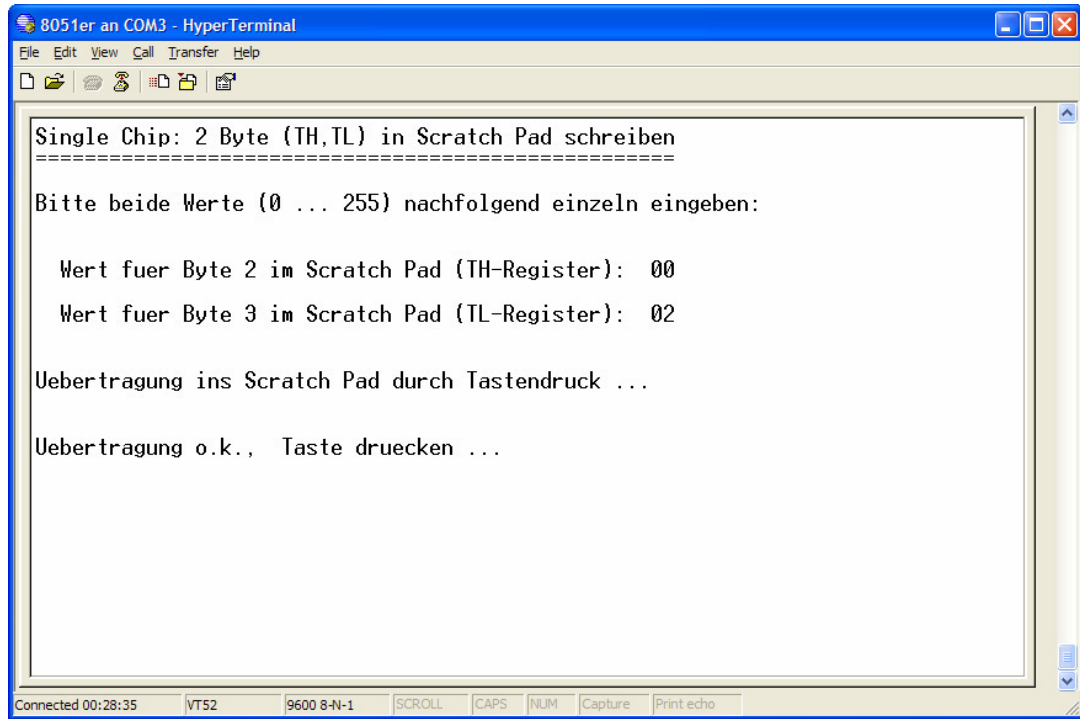 8051er an COM3 - HyperTerminal
File Edit View Call Transfer Help
Single Chip: 2 Byte (TH,TL) in Scratch Pad schreiben
====================================================
Bitte beide Werte (0 ... 255) nachfolgend einzeln eingeben:
Wert fuer Byte 2 im Scratch Pad (TH-Register): 00
Wert fuer Byte 3 im Scratch Pad (TL-Register): 02
Uebertragung ins Scratch Pad durch Tastendruck ...
Uebertragung o.k., Taste druecken ...
Connected 00:28:35 VT52 9600 8-N-1 SCROLL CAPS NUM Capture Print echo